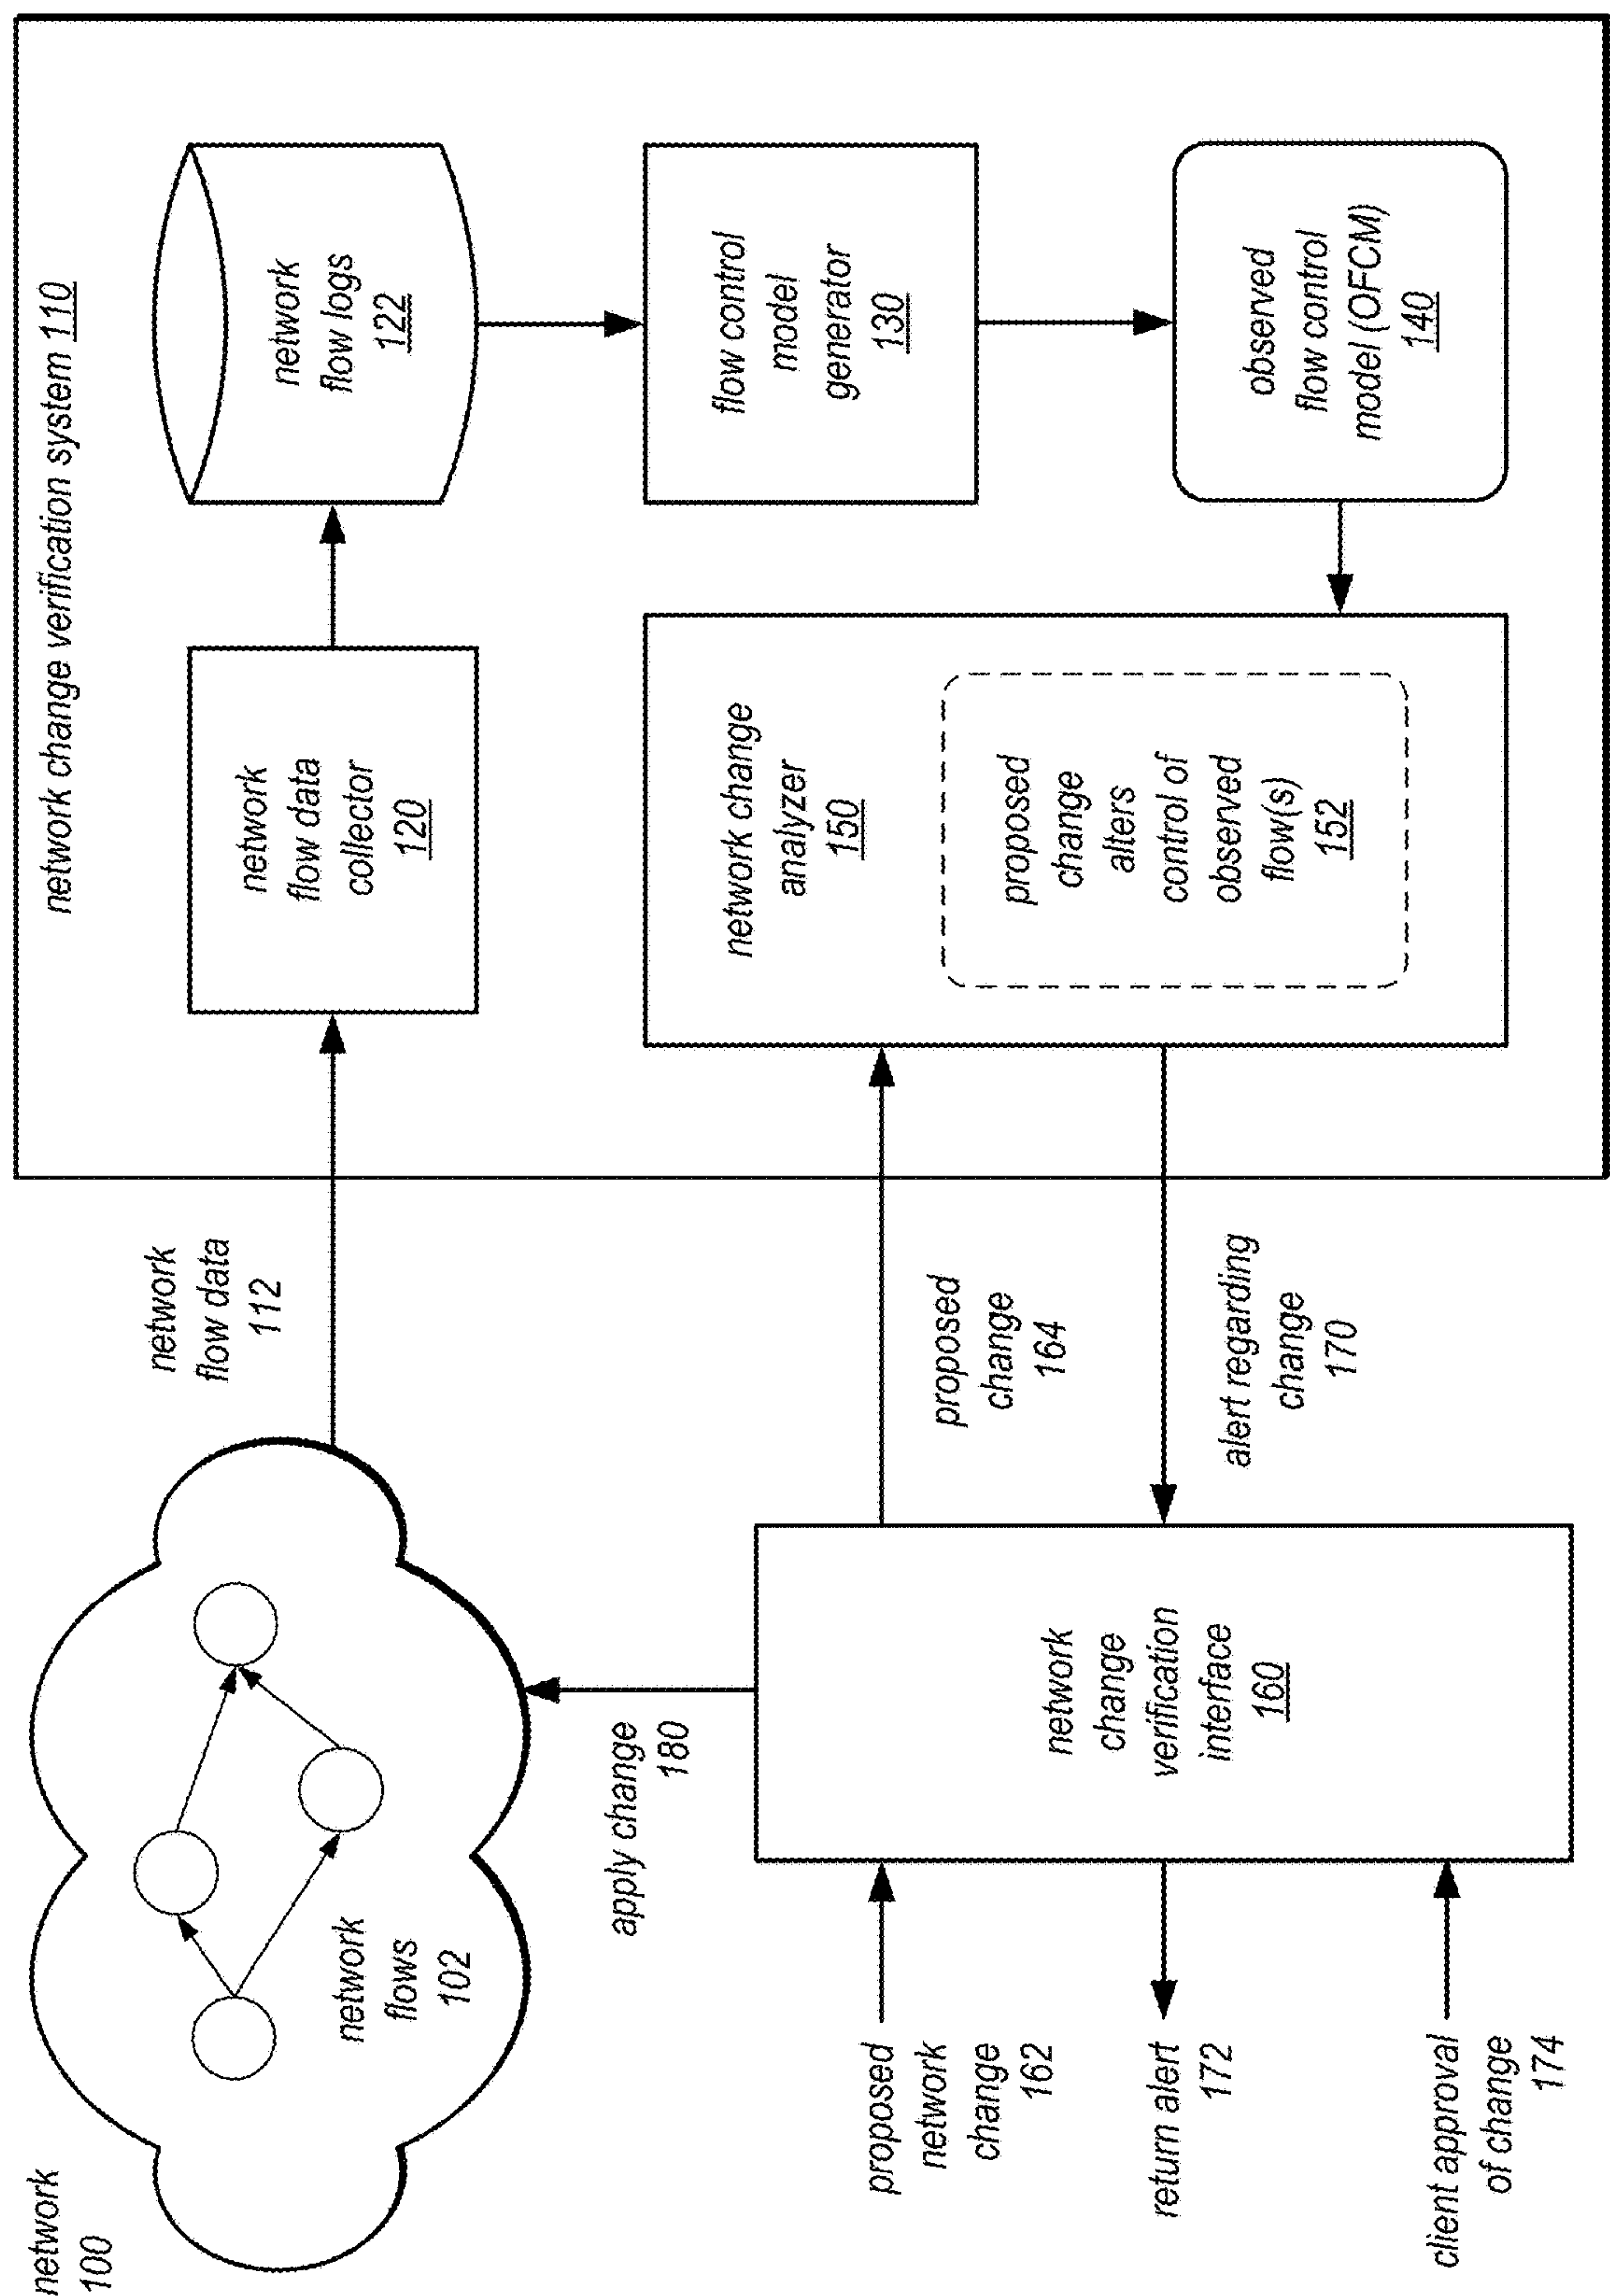 network
100
network
flows
102
network
flow data
112
network change verification system 110
network
flow data
collector
120
network
flow logs
122
flow control
model
generator
130
observed
flow control
model (OFCM)
140
network change
analyzer
150
proposed
change
alters
control of
observed
flow(s)
152
apply change
180
proposed
change
164
alert regarding
change
170
network
change
verification
interface
160
proposed
network
change
162
return alert
172
client approval
of change
174